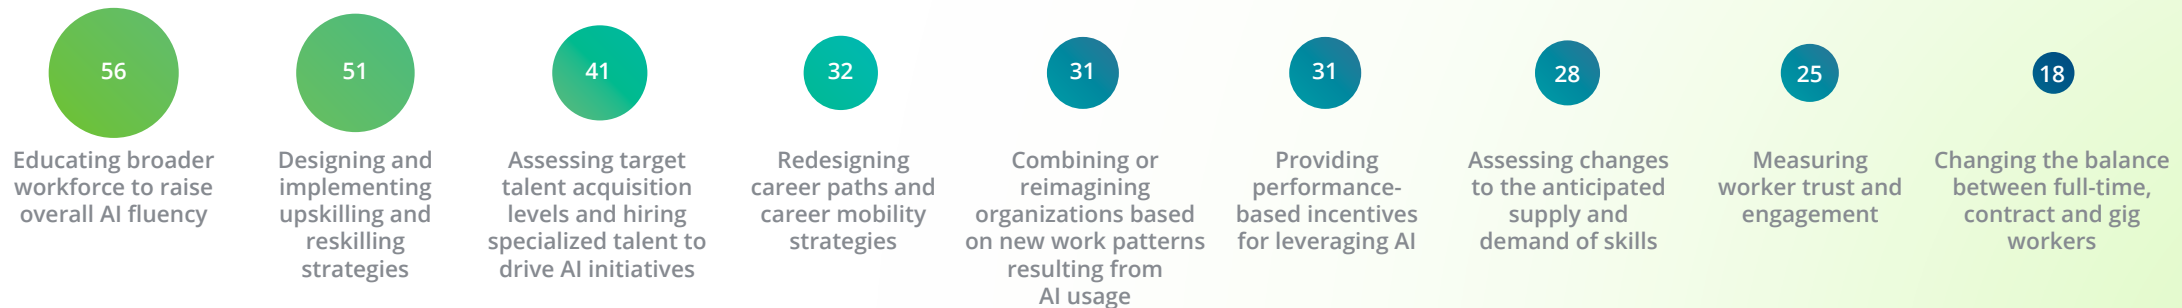 56
Educating broader
workforce to raise
overall AI fluency
51
Designing and
implementing
upskilling and
reskilling
strategies
41
Assessing target
talent acquisition
levels and hiring
specialized talent to
drive AI initiatives
32
Redesigning
career paths and
career mobility
strategies
31
Combining or
reimagining
organizations based
on new work patterns
resulting from
AI usage
31
Providing
performance-
based incentives
for leveraging AI
28
Assessing changes
to the anticipated
supply and
demand of skills
25
Measuring
worker trust and
engagement
18
Changing the balance
between full-time,
contract and gig
workers